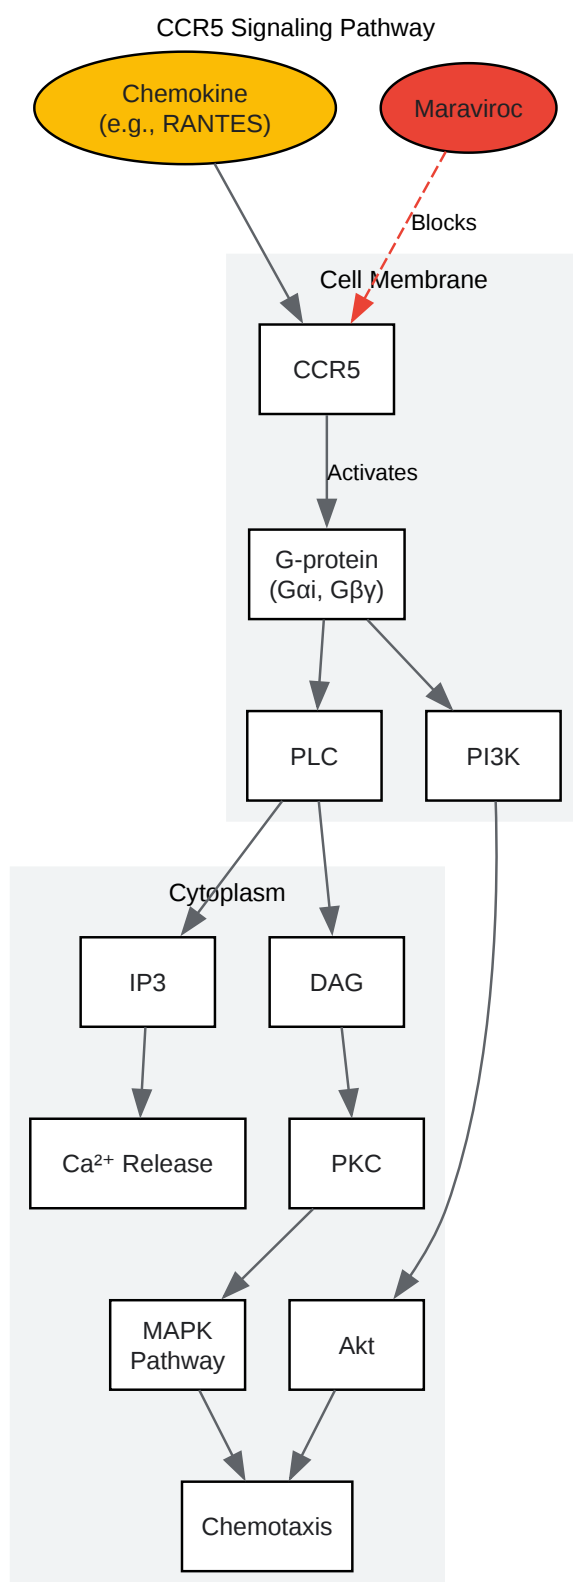 CCR5 Signaling Pathway
Chemokine
(e.g., RANTES)
Maraviroc
Blocks
Cell Membrane
CCR5
Activates
G-protein
(Gαi, Gβγ)
PLC
PI3K
Cytoplasm
IP3
DAG
Ca²⁺ Release
PKC
MAPK
Pathway
Akt
Chemotaxis